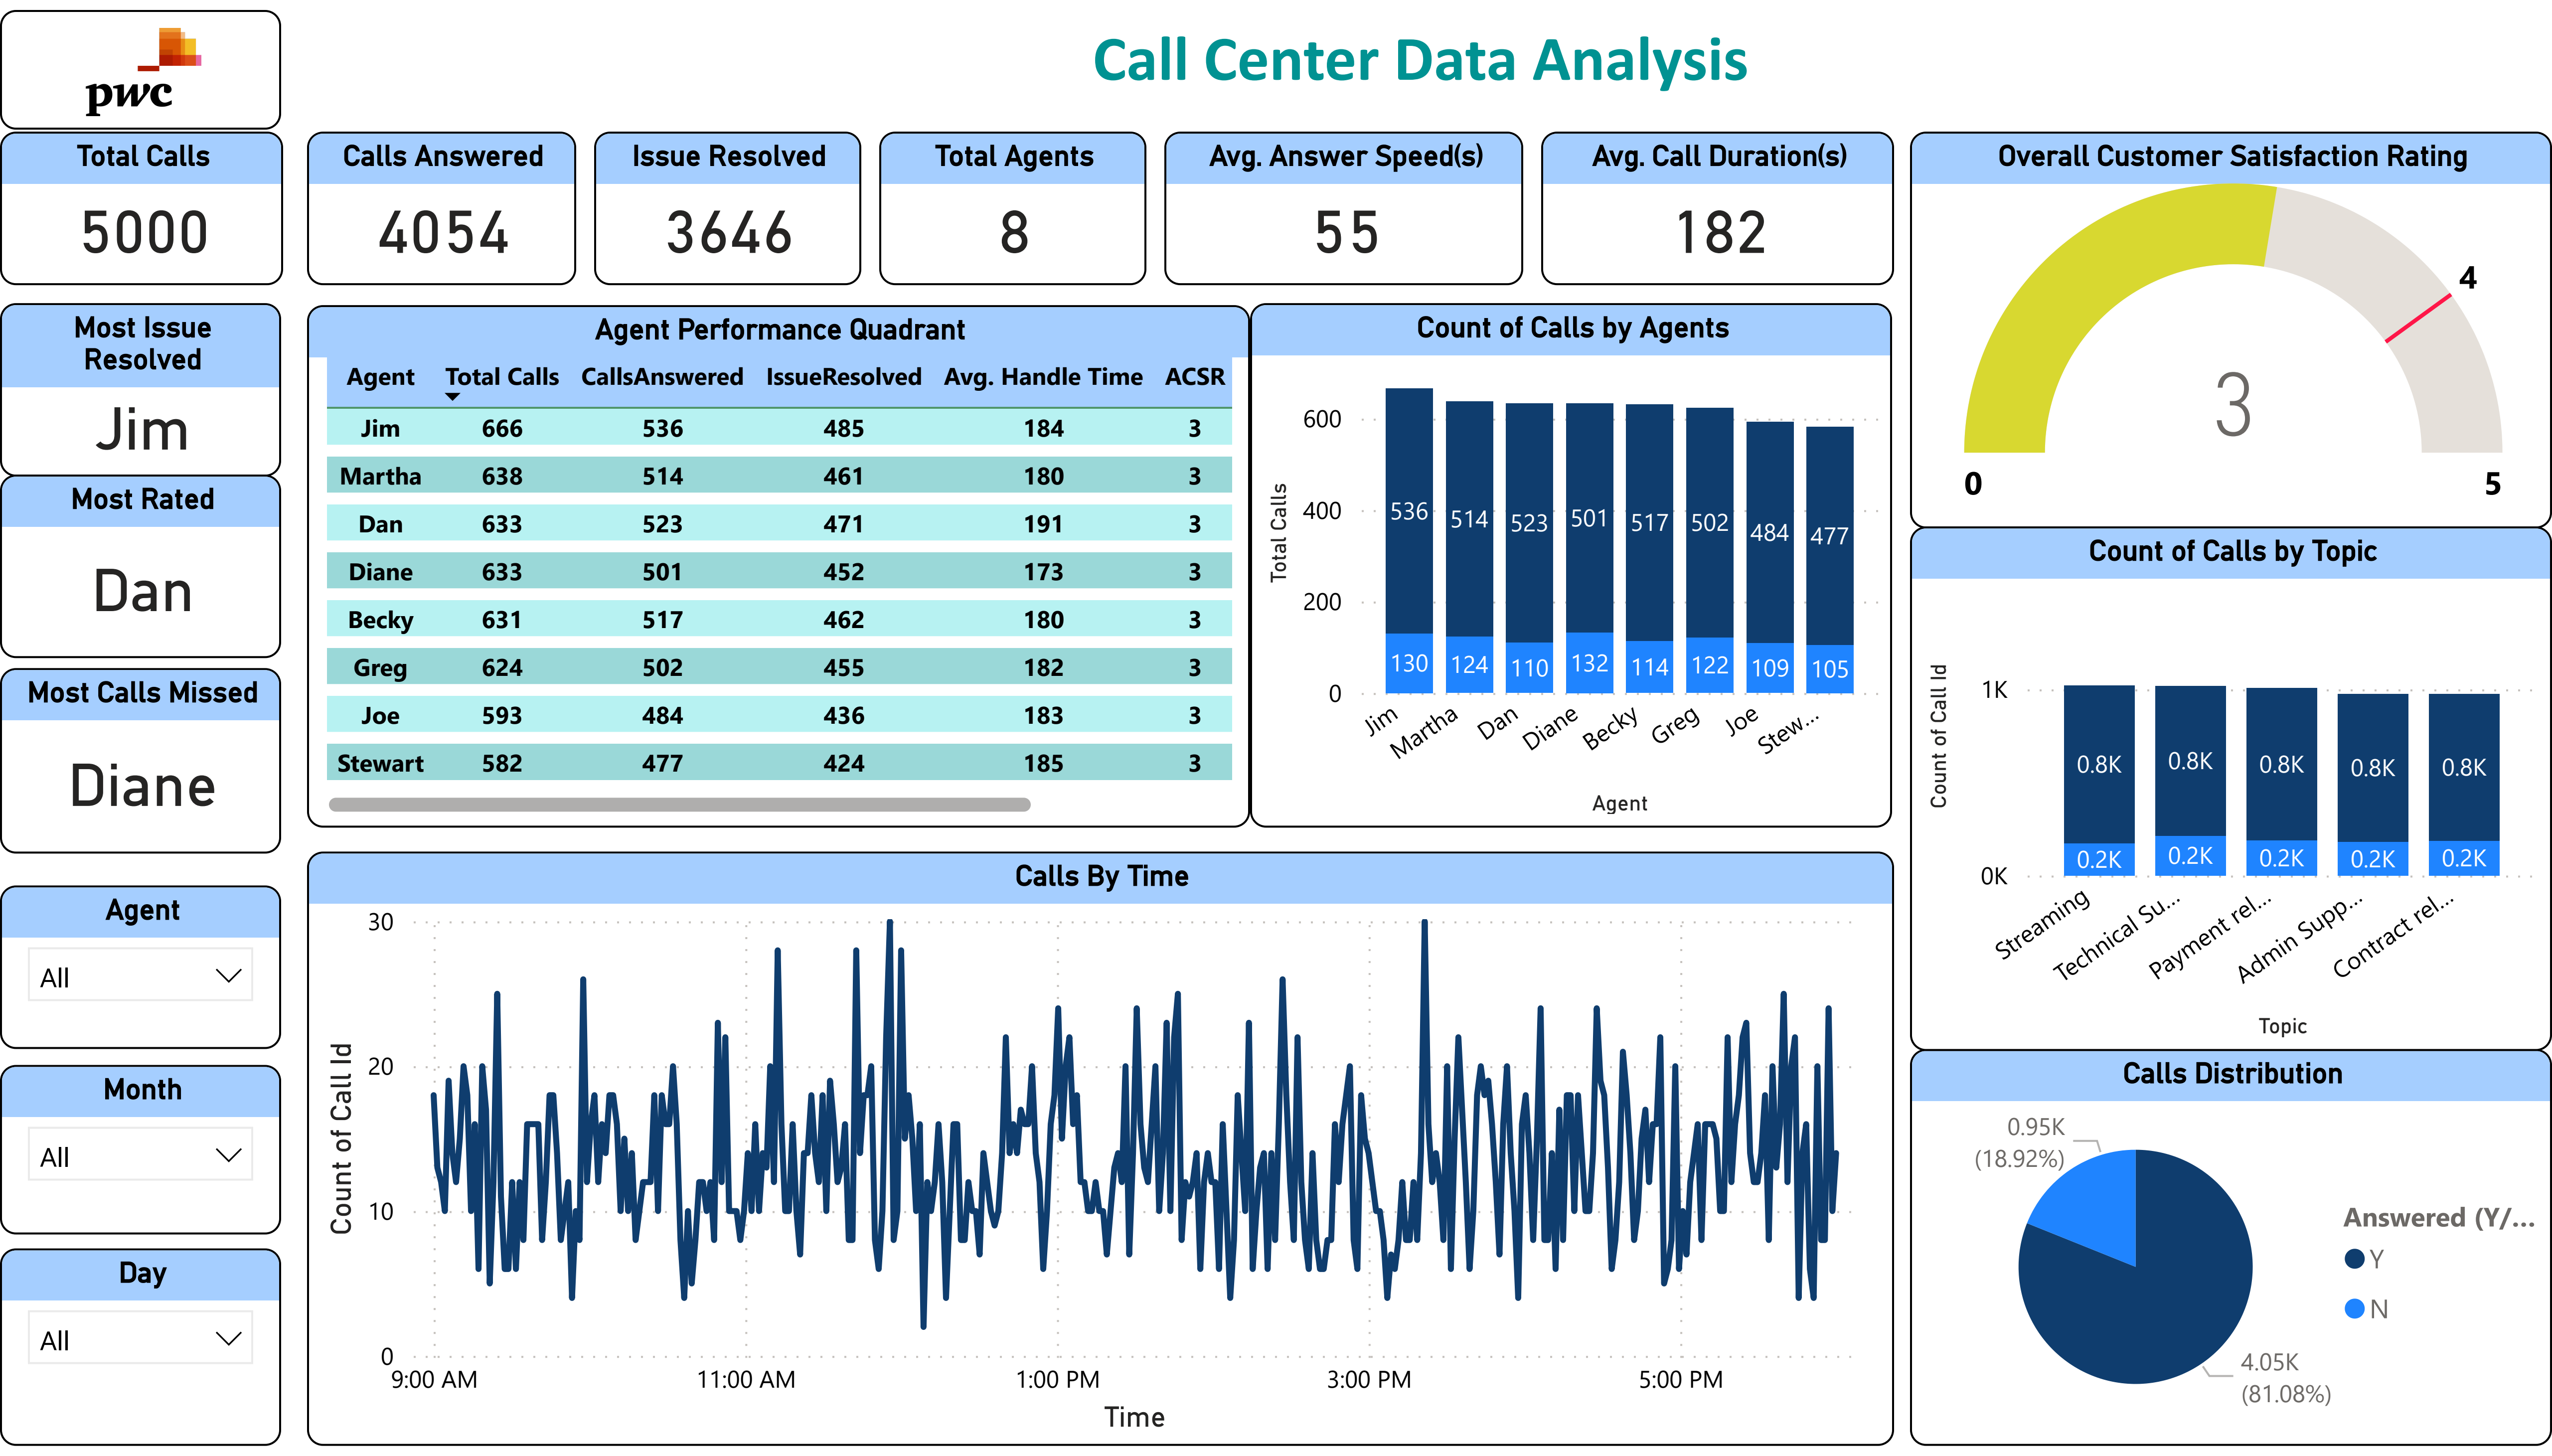 pwc
Call Center Data Analysis
Total Calls
5000
Calls Answered
4054
Issue Resolved
3646
Total Agents
8
Avg. Answer Speed(s)
55
Avg. Call Duration(s)
182
Overall Customer Satisfaction Rating
4
3
0
5
Most Issue
Resolved
Jim
Most Rated
Dan
Most Calls Missed
Diane
Agent
All
Month
All
Day
All
Agent Performance Quadrant
Agent Total Calls CallsAnswered IssueResolved Avg. Handle Time ACSR
Jim 666 536 485 184 3
Martha 638 514 461 180 3
Dan 633 523 471 191 3
Diane 633 501 452 173 3
Becky 631 517 462 180 3
Greg 624 502 455 182 3
Joe 593 484 436 183 3
Stewart 582 477 424 185 3
Count of Calls by Agents
Total Calls
600
400
200
0
536 514 523 501 517 502 484 477
130 124 110 132 114 122 109 105
Jim Martha Dan Diane Becky Greg Joe Stew...
Agent
Count of Calls by Topic
Count of Call Id
1K
0K
0.8K 0.8K 0.8K 0.8K 0.8K
0.2K 0.2K 0.2K 0.2K 0.2K
Streaming Technical Su... Payment rel... Admin Supp... Contract rel...
Topic
Calls By Time
Count of Call Id
30
20
10
0
9:00 AM 11:00 AM 1:00 PM 3:00 PM 5:00 PM
Time
Calls Distribution
0.95K
(18.92%)
4.05K
(81.08%)
Answered (Y/...
Y
N